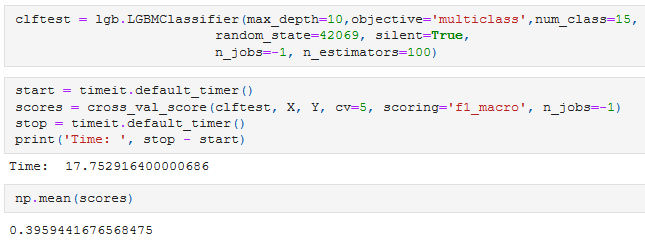 clftest = lgb.LGBMClassifier(max_depth=10,objective='multiclass',num_class=15,
random_state=42069, silent=True,
n_jobs=-1, n_estimators=100)
start = timeit.default_timer()
scores = cross_val_score(clftest, X, Y, cv=5, scoring='f1_macro', n_jobs=-1)
stop = timeit.default_timer()
print('Time: ', stop - start)
Time:  17.752916400000686
np.mean(scores)
0.3959441676568475